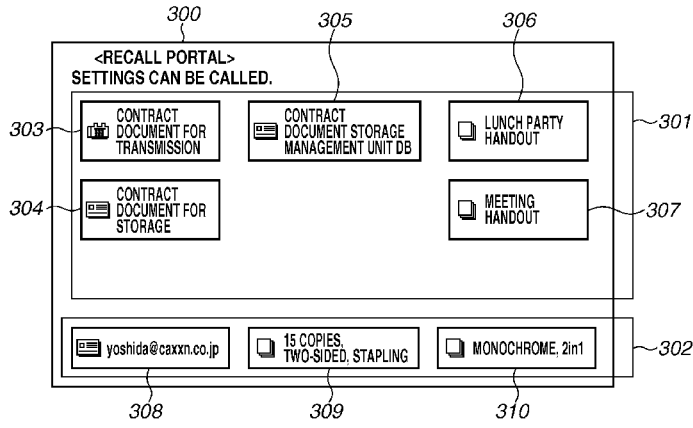 300
305
306
<RECALL PORTAL>
SETTINGS CAN BE CALLED.
303
CONTRACT
DOCUMENT FOR
TRANSMISSION
CONTRACT
DOCUMENT STORAGE
MANAGEMENT UNIT DB
LUNCH PARTY
HANDOUT
301
304
CONTRACT
DOCUMENT FOR
STORAGE
MEETING
HANDOUT
307
yoshida@caxxn.co.jp
15 COPIES,
TWO-SIDED, STAPLING
MONOCHROME, 2in1
302
308
309
310